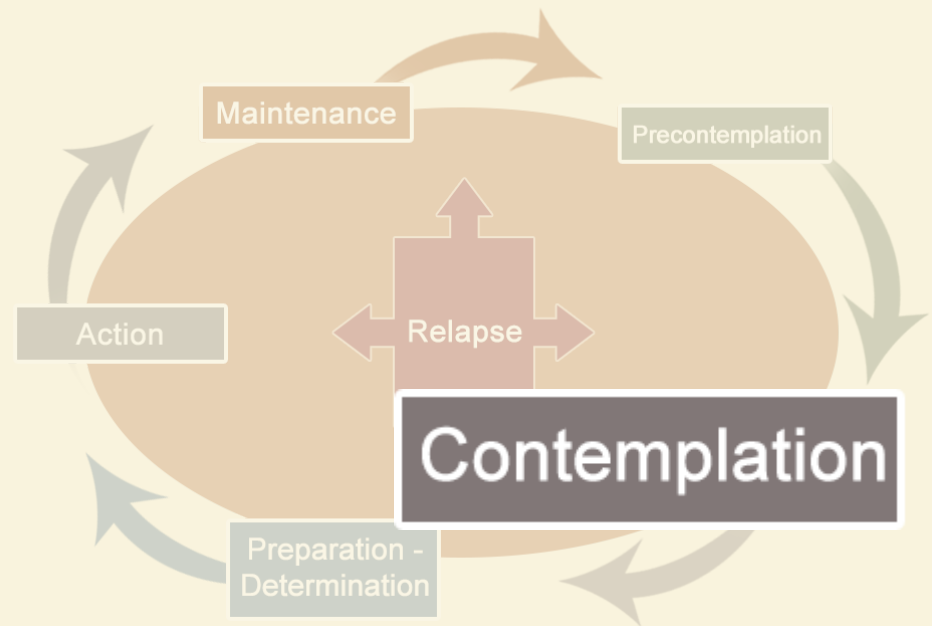 Maintenance
Precontemplation
Action
Relapse
Contemplation
Preparation -
Determination